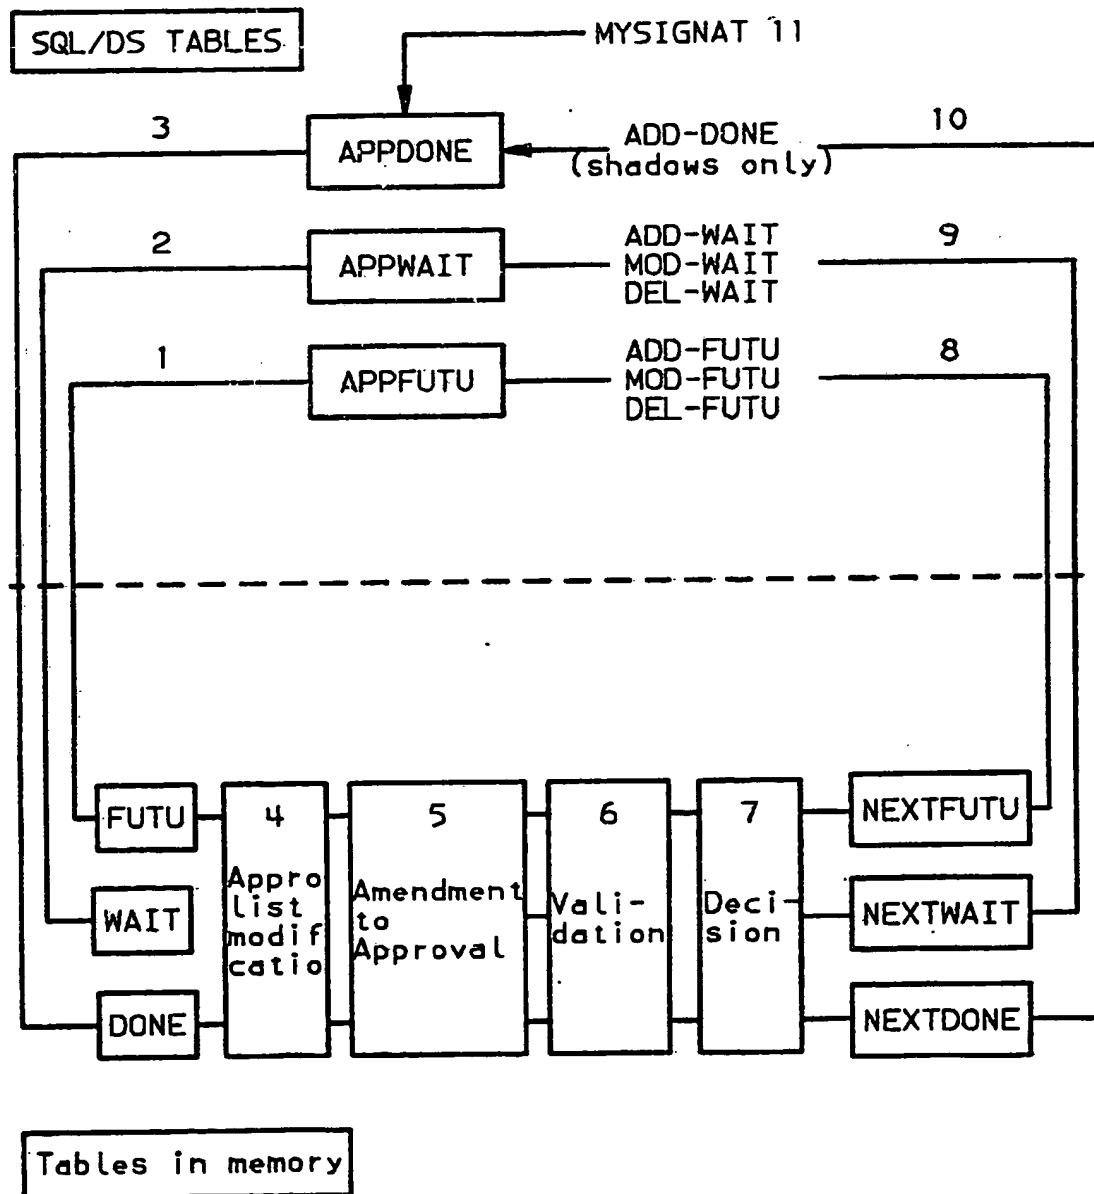 SQL/DS TABLES
MYSIGNAT 11
3
APPDONE
ADD-DONE
(shadows only)
10
2
APPWAIT
ADD-WAIT
MOD-WAIT
DEL-WAIT
9
1
APPFUTU
ADD-FUTU
MOD-FUTU
DEL-FUTU
8
FUTU
WAIT
DONE
4
Appro
list
modif
catio
5
Amendment
to
Approval
6
Vali-
dation
7
Deci-
sion
NEXTFUTU
NEXTWAIT
NEXTDONE
Tables in memory